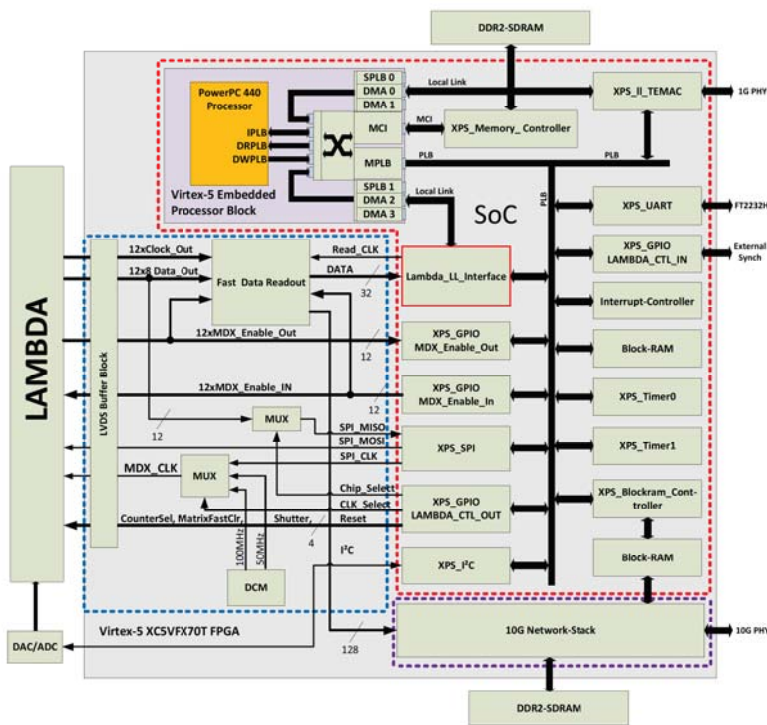 DDR2-SDRAM
PowerPC 440
Processor
SPLB 0
DMA 0
DMA 1
Local Link
XPS_ll_TEMAC
1G PHY
IPLB
DRPLB
DWPLB
MCI
MCI
XPS_Memory_ Controller
MPLB
PLB
PLB
Virtex-5 Embedded
Processor Block
SPLB 1
DMA 2
DMA 3
Local Link
SoC
PLB
XPS_UART
FT2232H
LAMBDA
LVDS Buffer Block
12xClock_Out
12x8 Data_Out
Fast Data Readout
Read_CLK
DATA
32
Lambda_LL_Interface
XPS_GPIO
LAMBDA_CTL_IN
External
Synch
Interrupt-Controller
12xMDX_Enable_Out
12
XPS_GPIO
MDX_Enable_Out
Block-RAM
12xMDX_Enable_IN
12
XPS_GPIO
MDX_Enable_In
XPS_Timer0
12
MUX
SPI_MISO
SPI_MOSI
SPI_CLK
XPS_SPI
XPS_Timer1
MDX_CLK
MUX
Chip_Select
CLK_Select
XPS_GPIO
LAMBDA_CTL_OUT
XPS_Blockram_Cont-
roller
CounterSel, MatrixFastClr, Shutter, Reset
4
100MHz
50MHz
I²C
XPS_I²C
Block-RAM
DCM
DAC/ADC
Virtex-5 XC5VFX70T FPGA
128
10G Network-Stack
10G PHY
DDR2-SDRAM